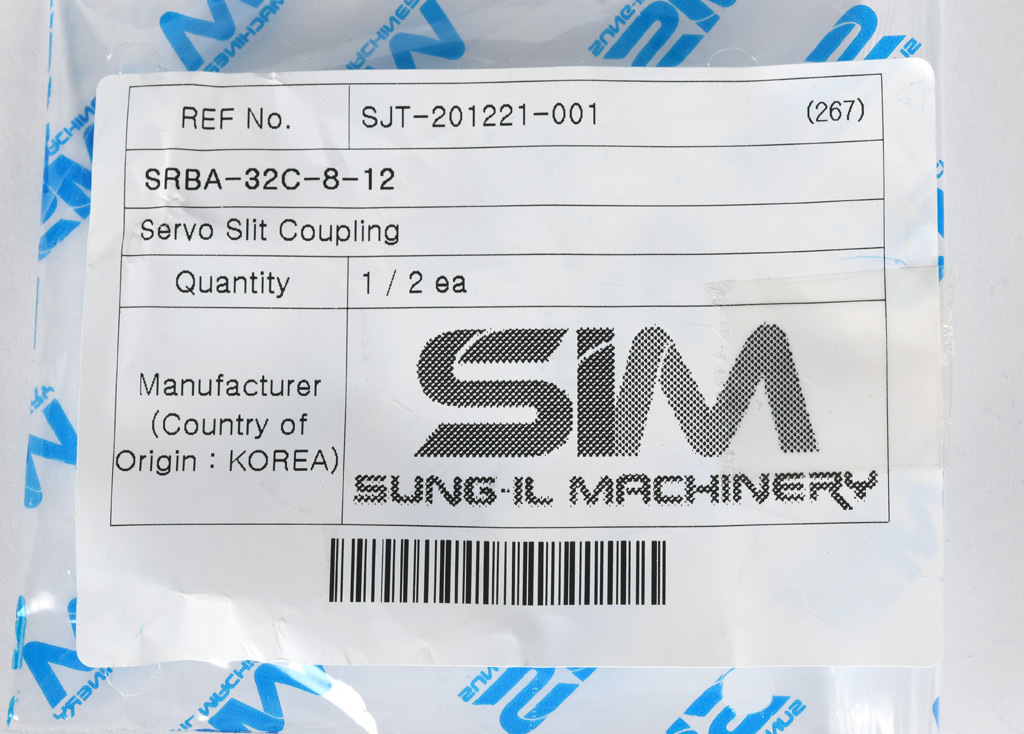 REF No. SJT-201221-001 (267)
SRBA-32C-8-12
Servo Slit Coupling
Quantity 1 / 2 ea
Manufacturer
(Country of
Origin : KOREA)
SIM
SUNG-IL MACHINERY